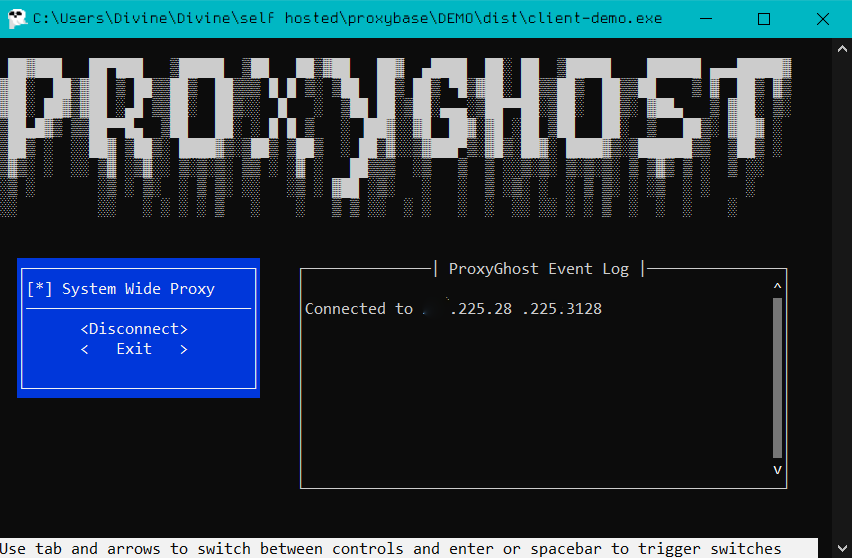 C:\Users\Divine\Divine\self hosted\proxybase\DEMO\dist\client-demo.exe
PROXYGHOST
[*] System Wide Proxy
<Disconnect>
< Exit >
ProxyGhost Event Log
^
Connected to .225.28 .225.3128
v
Use tab and arrows to switch between controls and enter or spacebar to trigger switches